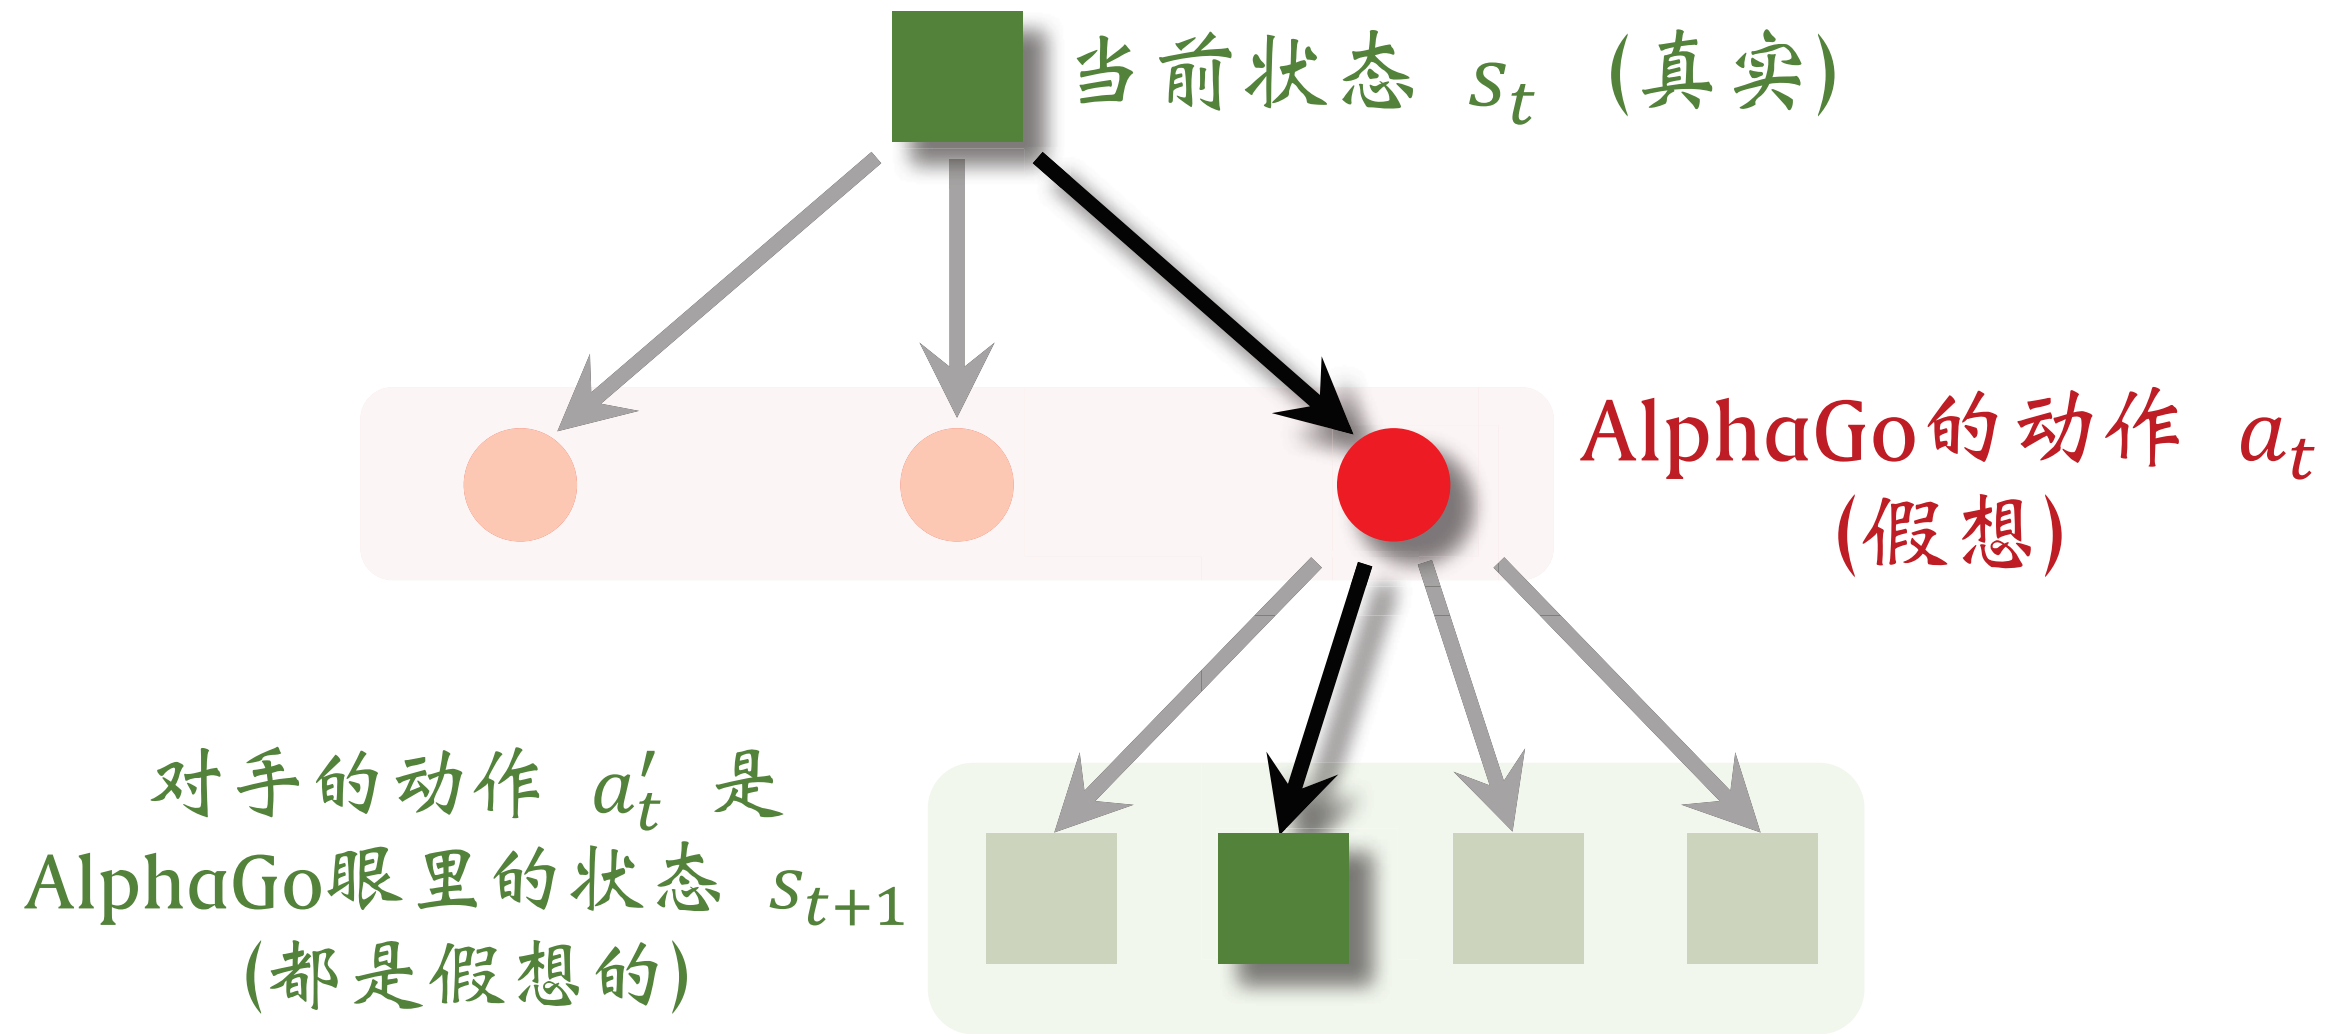 当前状态 s_t (真实)
AlphaGo的动作 a_t
(假想)
对手的动作 a'_t 是
AlphaGo眼里的状态 s_{t+1}
(都是假想的)